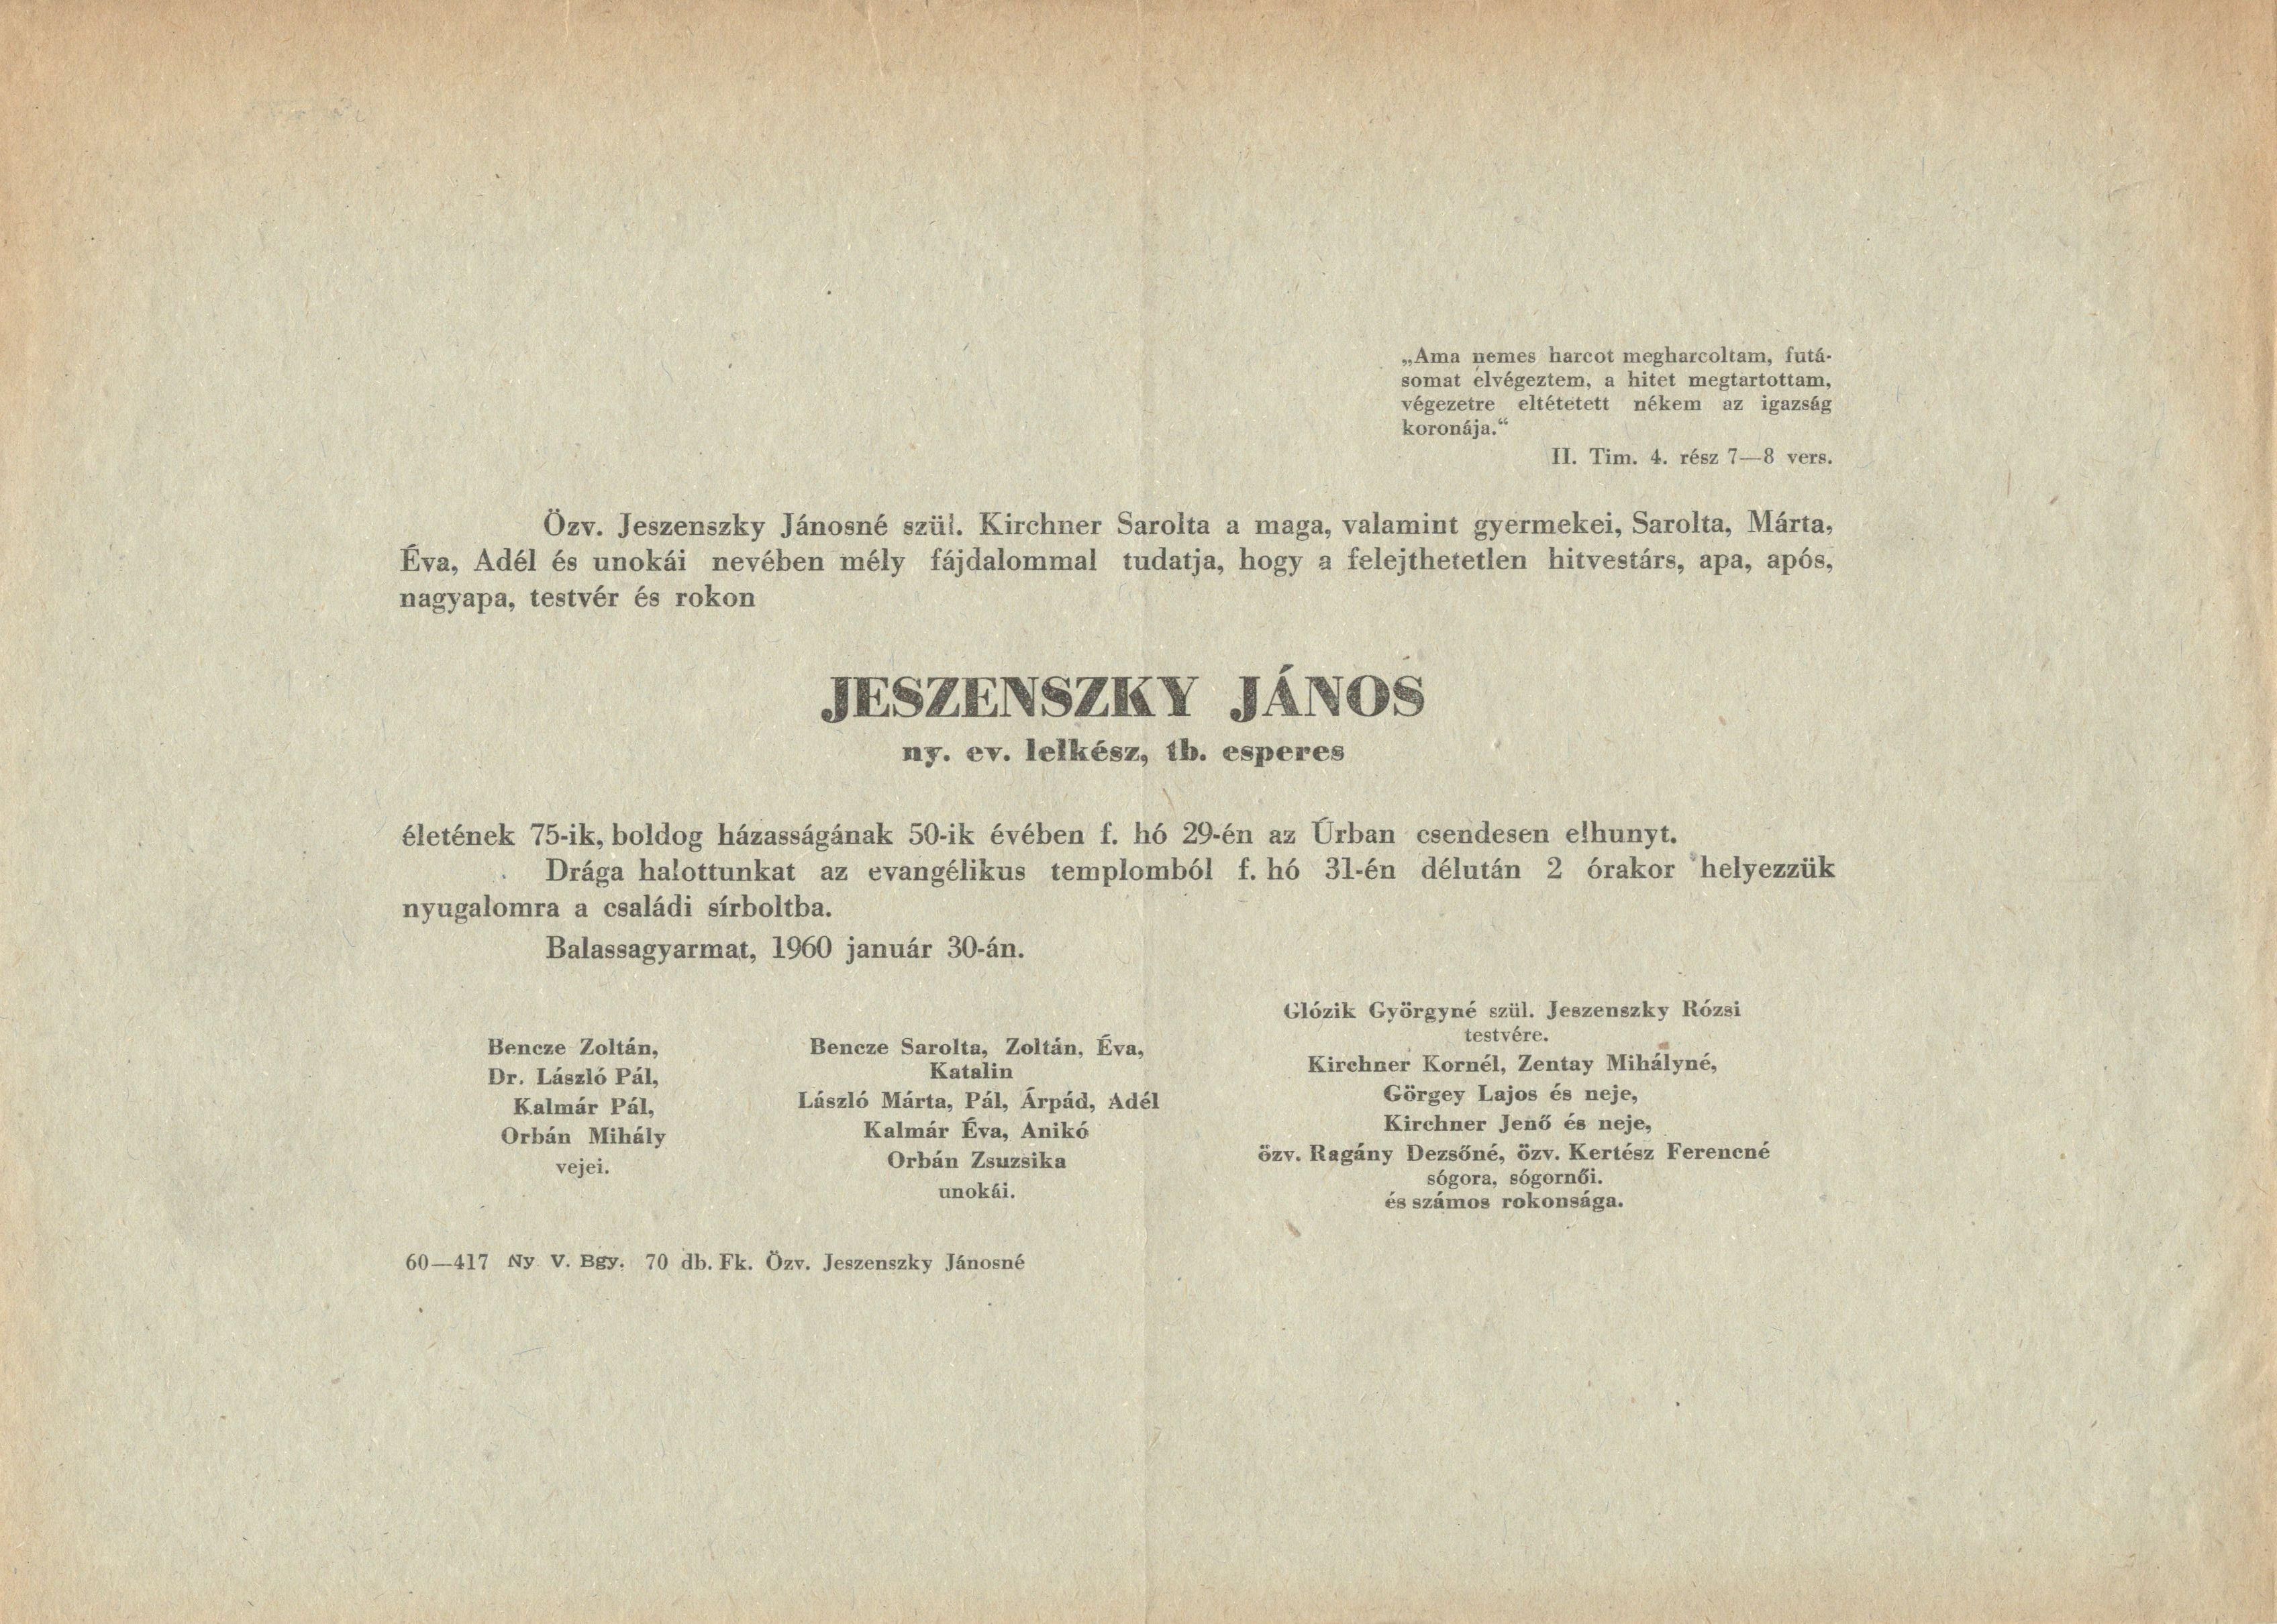 „Ama nemes harcot megharcoltam, futá-
somat elvégeztem, a hitet megtartottam,
végezetre eltétetett nékem az igazság
koronája.“
II. Tim. 4. rész 7—8 vers.
Özv. Jeszenszky Jánosné szül. Kirchner Sarolta a maga, valamint gyermekei, Sarolta, Márta,
Éva, Adél és unokái nevében mély fájdalommal tudatja, hogy a felejthetetlen hitvestárs, apa, após,
nagyapa, testvér és rokon
JESZENSZKY JÁNOS
ny. ev. lelkész, tb. esperes
életének 75-ik, boldog házasságának 50-ik évében f. hó 29-én az Úrban csendesen elhunyt.
Drága halottunkat az evangélikus templomból f. hó 31-én délután 2 órakor helyezzük
nyugalomra a családi sírboltba.
Balassagyarmat, 1960 január 30-án.
Bencze Zoltán,
Dr. László Pál,
Kalmár Pál,
Orbán Mihály
vejei.
Bencze Sarolta, Zoltán, Éva,
Katalin
László Márta, Pál, Árpád, Adél
Kalmár Éva, Anikó
Orbán Zsuzsika
unokái.
Glózik Györgyné szül. Jeszenszky Rózsi
testvére.
Kirchner Kornél, Zentay Mihályné,
Görgey Lajos és neje,
Kirchner Jenő és neje,
özv. Ragány Dezsőné, özv. Kertész Ferencné
sógora, sógornői.
és számos rokonsága.
60—417 Ny V. Bgy. 70 db. Fk. Özv. Jeszenszky Jánosné